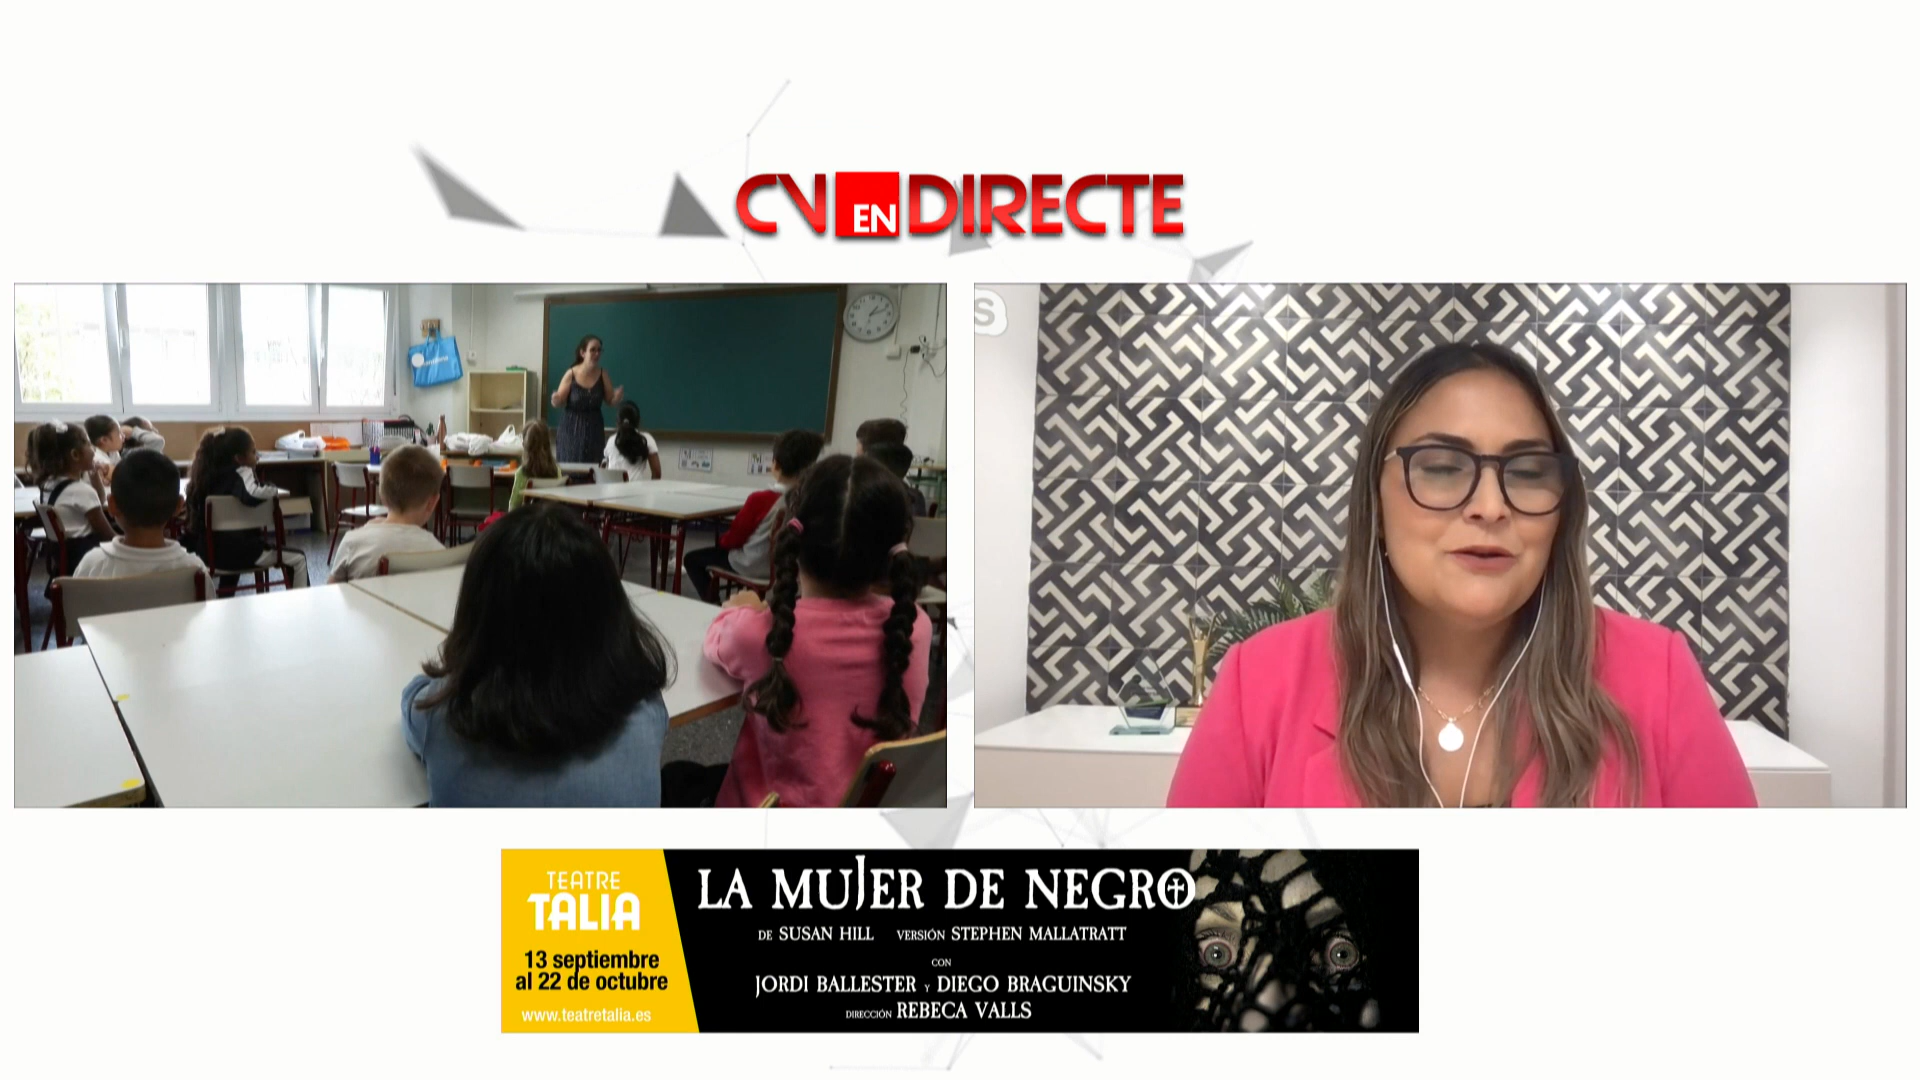 CV EN DIRECTE
S
TEATRE
TALIA
13 septiembre
al 22 de octubre
www.teatretalia.es
LA MUJER DE NEGRO
DE SUSAN HILL VERSIÓN STEPHEN MALLATRATT
CON
JORDI BALLESTER Y DIEGO BRAGUINSKY
DIRECCIÓN REBECA VALLS